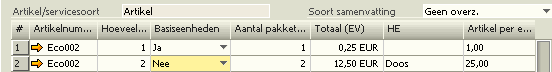 Artikel/servicesoort Artikel Soort samenvatting Geen overz.
# Artikelnum... Hoeveel... Basiseenheden Aantal pakket... Totaal (EV) HE Artikel per e...
1 Eco002 1 Ja 1 0,25 EUR 1,00
2 Eco002 2 Nee 2 12,50 EUR Doos 25,00